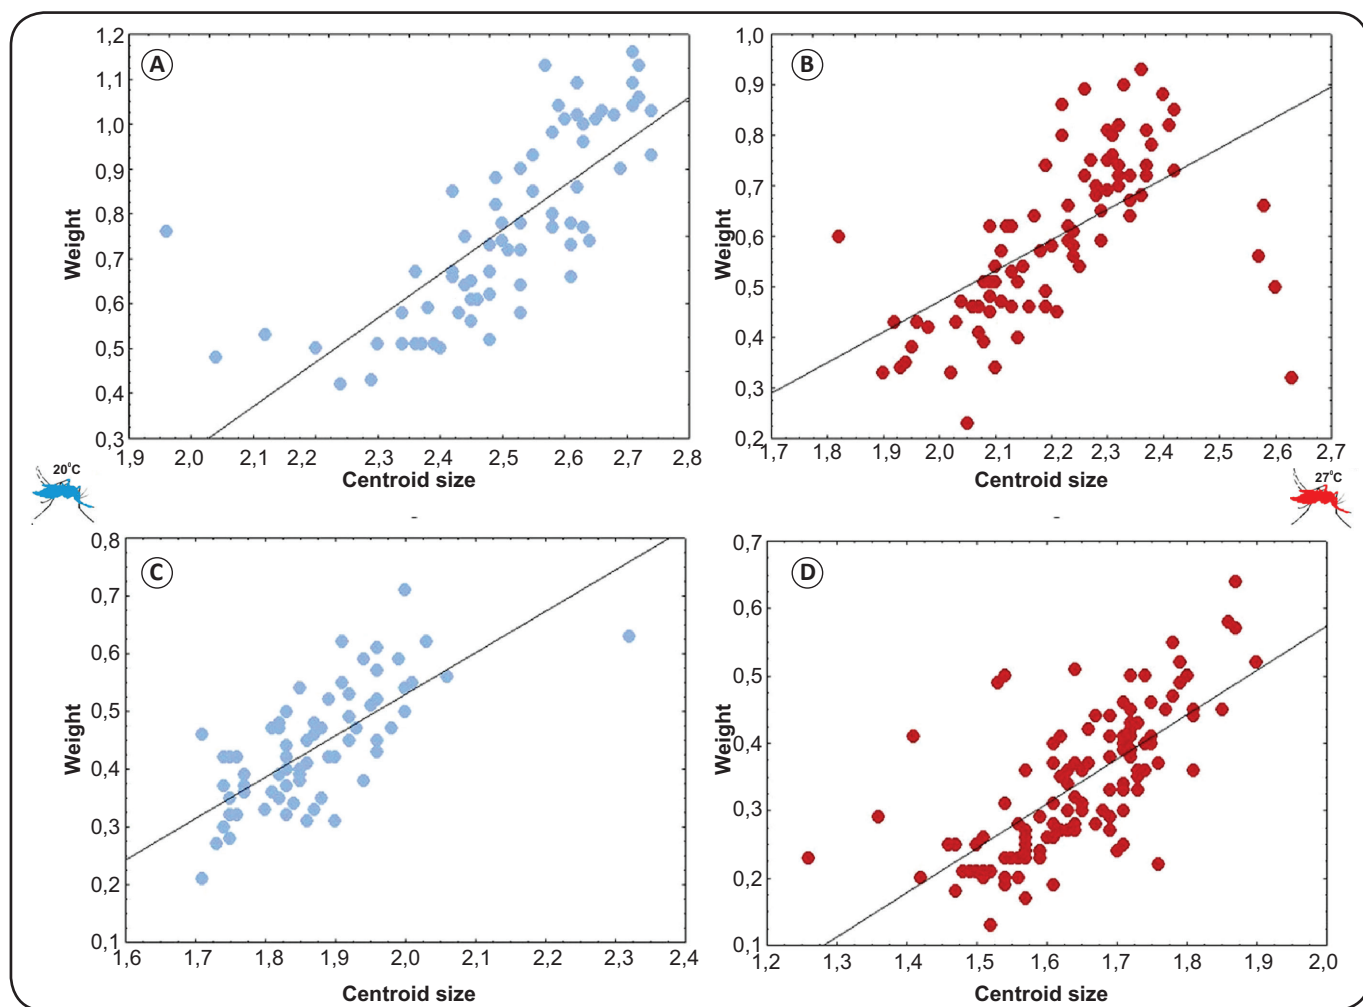 A
Weight
1,2
1,1
1,0
0,9
0,8
0,7
0,6
0,5
0,4
0,3
1,9 2,0 2,1 2,2 2,3 2,4 2,5 2,6 2,7 2,8
Centroid size
B
Weight
1,0
0,9
0,8
0,7
0,6
0,5
0,4
0,3
0,2
1,7 1,8 1,9 2,0 2,1 2,2 2,3 2,4 2,5 2,6 2,7
Centroid size
20°C
27°C
C
Weight
0,8
0,7
0,6
0,5
0,4
0,3
0,2
0,1
1,6 1,7 1,8 1,9 2,0 2,1 2,2 2,3 2,4
Centroid size
D
Weight
0,7
0,6
0,5
0,4
0,3
0,2
0,1
1,2 1,3 1,4 1,5 1,6 1,7 1,8 1,9 2,0
Centroid size